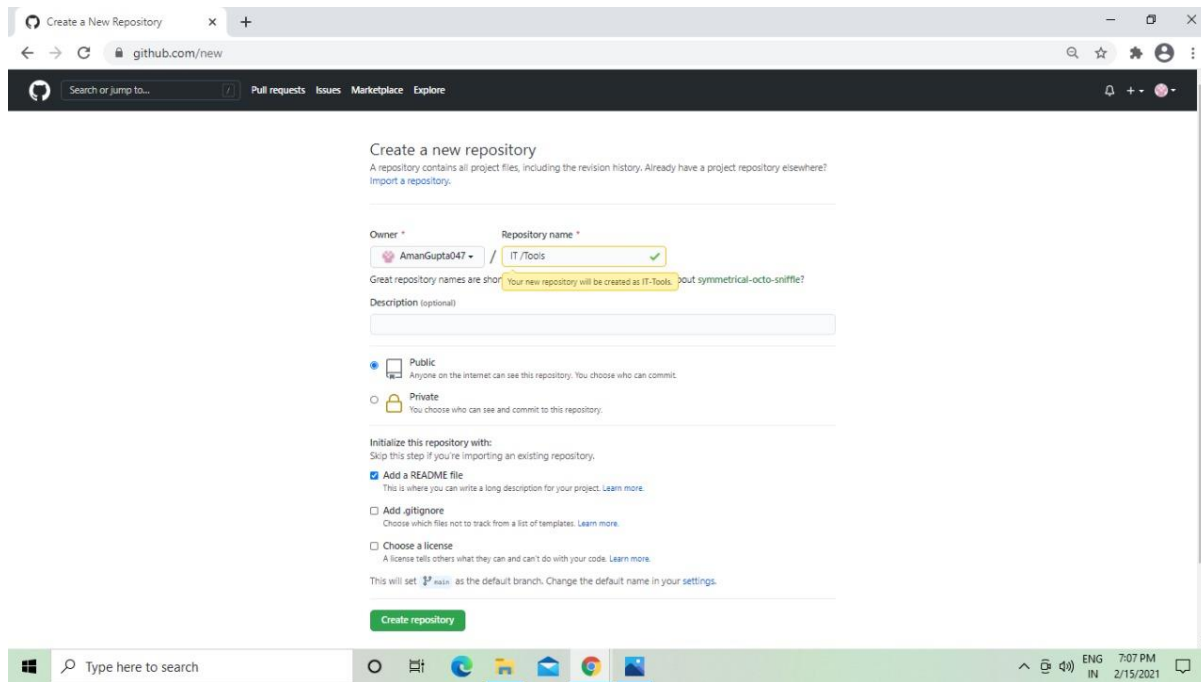 Create a New Repository
github.com/new
Search or jump to... / Pull requests Issues Marketplace Explore
Create a new repository
A repository contains all project files, including the revision history. Already have a project repository elsewhere?
Import a repository.
Owner * Repository name *
AmanGupta047 / IT /Tools
Great repository names are shor
Your new repository will be created as IT-Tools.
bout symmetrical-octo-sniffle?
Description (optional)
Public
Anyone on the internet can see this repository. You choose who can commit.
Private
You choose who can see and commit to this repository.
Initialize this repository with:
Skip this step if you're importing an existing repository.
Add a README file
This is where you can write a long description for your project. Learn more.
Add .gitignore
Choose which files not to track from a list of templates. Learn more.
Choose a license
A license tells others what they can and can't do with your code. Learn more.
This will set main as the default branch. Change the default name in your settings.
Create repository
Type here to search
ENG 7:07 PM
IN 2/15/2021